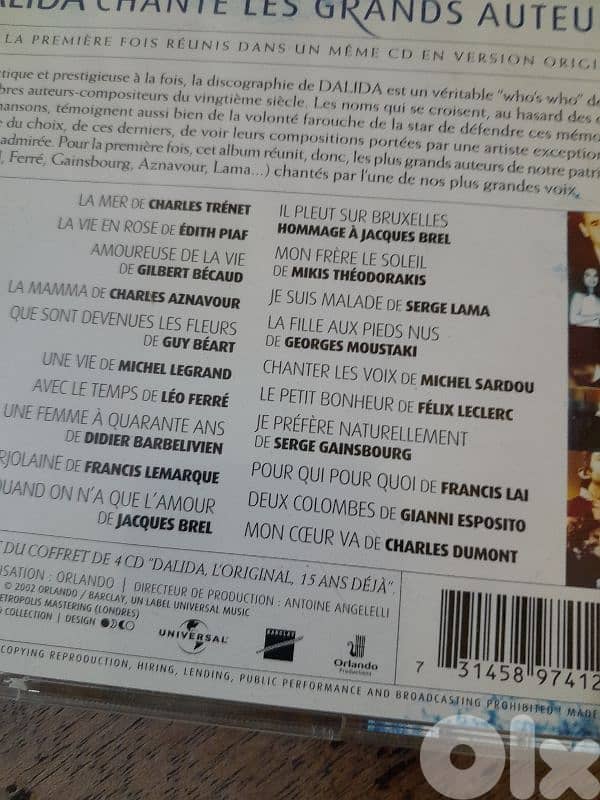 DALIDA CHANTE LES GRANDS AUTEU
LA PREMIÈRE FOIS RÉUNIS DANS UN MÊME CD EN VERSION ORIGI
tique et prestigieuse à la fois, la discographie de DALIDA est un véritable "who's who" de
bres auteurs-compositeurs du vingtième siècle. Les noms qui se croisent, au hasard des
hansons, témoignent aussi bien de la volonté farouche de la star de défendre ces mémo
du choix, de ces derniers, de voir leurs compositions portées par une artiste exception
admirée. Pour la première fois, cet album réunit, donc, les plus grands auteurs de notre patri
, Ferré, Gainsbourg, Aznavour, Lama...) chantés par l'une de nos plus grandes voix.
LA MER DE CHARLES TRÉNET
LA VIE EN ROSE DE ÉDITH PIAF
AMOUREUSE DE LA VIE
DE GILBERT BÉCAUD
LA MAMMA DE CHARLES AZNAVOUR
QUE SONT DEVENUES LES FLEURS
DE GUY BÉART
UNE VIE DE MICHEL LEGRAND
AVEC LE TEMPS DE LÉO FERRÉ
UNE FEMME À QUARANTE ANS
DE DIDIER BARBELIVIEN
RJOLAINE DE FRANCIS LEMARQUE
QUAND ON N'A QUE L'AMOUR
DE JACQUES BREL
IL PLEUT SUR BRUXELLES
HOMMAGE À JACQUES BREL
MON FRÈRE LE SOLEIL
DE MIKIS THÉODORAKIS
JE SUIS MALADE DE SERGE LAMA
LA FILLE AUX PIEDS NUS
DE GEORGES MOUSTAKI
CHANTER LES VOIX DE MICHEL SARDOU
LE PETIT BONHEUR DE FÉLIX LECLERC
JE PRÉFÈRE NATURELLEMENT
DE SERGE GAINSBOURG
POUR QUI POUR QUOI DE FRANCIS LAI
DEUX COLOMBES DE GIANNI ESPOSITO
MON CŒUR VA DE CHARLES DUMONT
DU COFFRET DE 4 CD "DALIDA, L'ORIGINAL, 15 ANS DÉJÀ".
ISATION : ORLANDO | DIRECTEUR DE PRODUCTION : ANTOINE ANGELELLI
© 2002 ORLANDO / BARCLAY, UN LABEL UNIVERSAL MUSIC
METROPOLIS MASTERING (LONDRES)
COLLECTION | DESIGN
UNIVERSAL
BARCLAY
Orlando
Productions
7 31458 97412
COPYING REPRODUCTION, HIRING, LENDING, PUBLIC PERFORMANCE AND BROADCASTING PROHIBITED ! MADE
olx